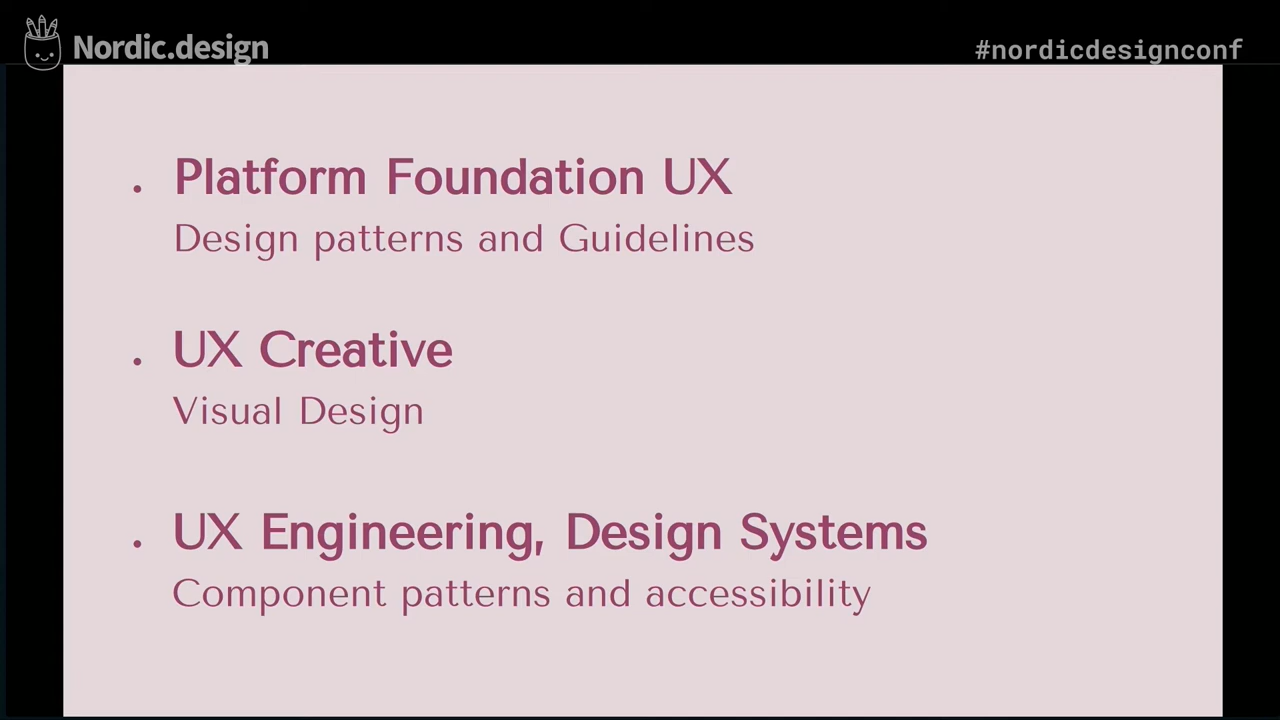 Nordic.design
#nordicdesignconf
. Platform Foundation UX
Design patterns and Guidelines
. UX Creative
Visual Design
. UX Engineering, Design Systems
Component patterns and accessibility